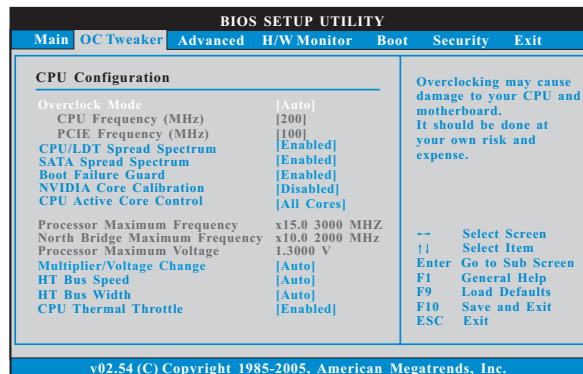 BIOS SETUP UTILITY
Main OC Tweaker Advanced H/W Monitor Boot Security Exit
CPU Configuration
Overclock Mode [Auto]
CPU Frequency (MHz) [200]
PCIE Frequency (MHz) [100]
CPU/LDT Spread Spectrum [Enabled]
SATA Spread Spectrum [Enabled]
Boot Failure Guard [Enabled]
NVIDIA Core Calibration [Disabled]
CPU Active Core Control [All Cores]
Processor Maximum Frequency x15.0 3000 MHZ
North Bridge Maximum Frequency x10.0 2000 MHz
Processor Maximum Voltage 1.3000 V
Multiplier/Voltage Change [Auto]
HT Bus Speed [Auto]
HT Bus Width [Auto]
CPU Thermal Throttle [Enabled]
Overclocking may cause
damage to your CPU and
motherboard.
It should be done at
your own risk and
expense.
←→ Select Screen
↑↓ Select Item
Enter Go to Sub Screen
F1 General Help
F9 Load Defaults
F10 Save and Exit
ESC Exit
v02.54 (C) Copyright 1985-2005, American Megatrends, Inc.